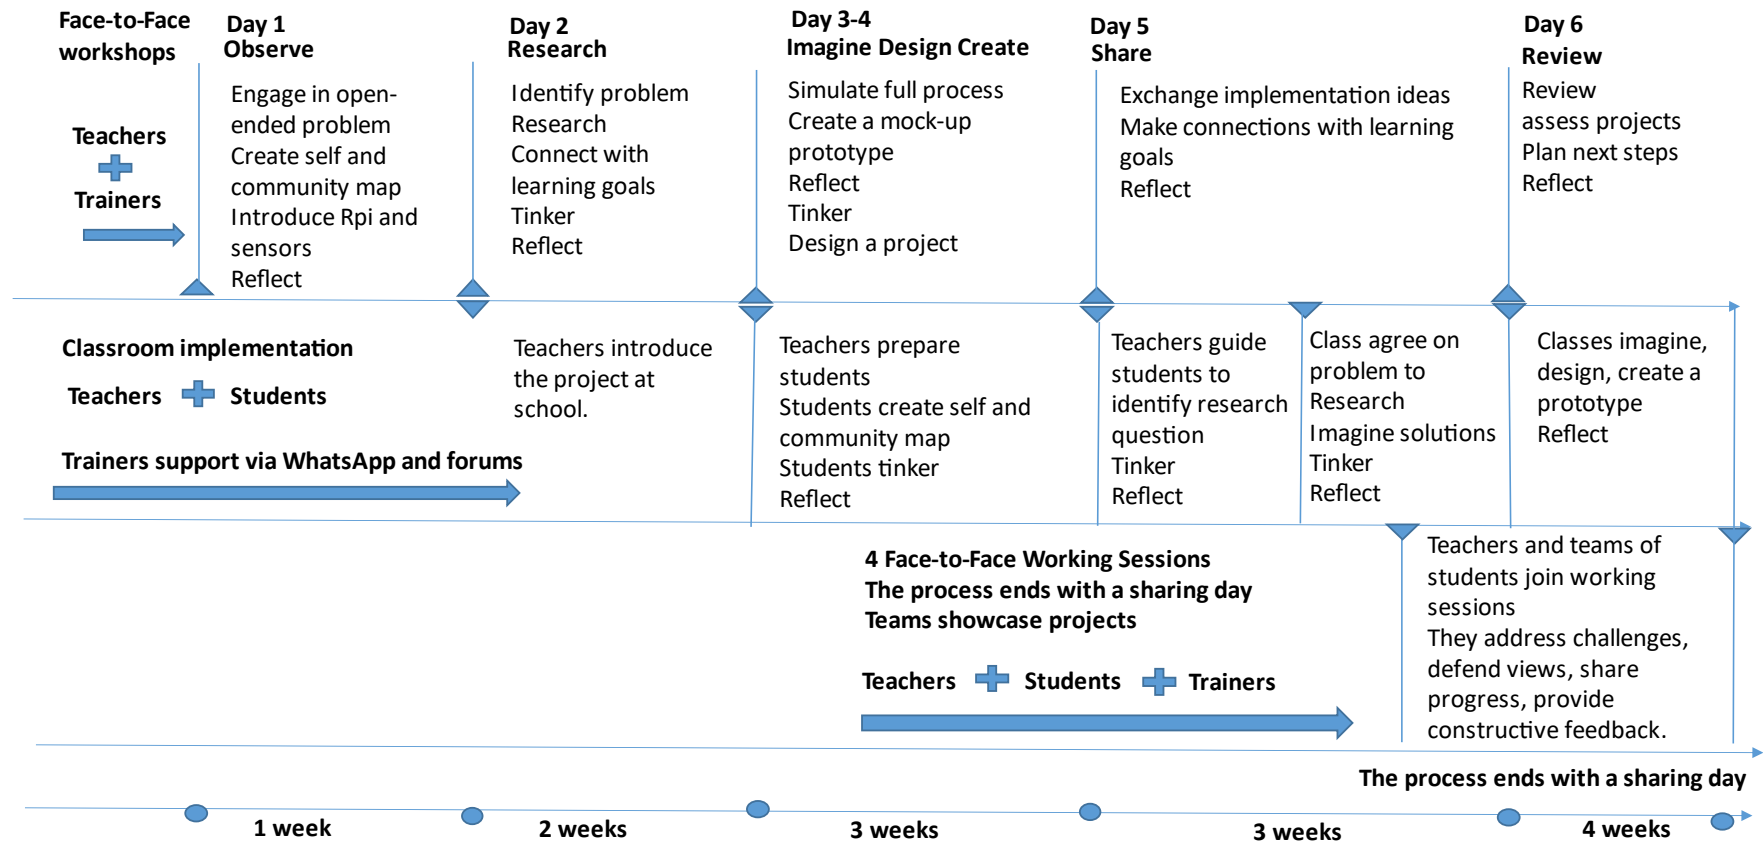 Face-to-Face
workshops
Teachers
Trainers
Day 1
Observe
Engage in open-
ended problem
Create self and
community map
Introduce Rpi and
sensors
Reflect
Day 2
Research
Identify problem
Research
Connect with
learning goals
Tinker
Reflect
Day 3-4
Imagine Design Create
Simulate full process
Create a mock-up
prototype
Reflect
Tinker
Design a project
Day 5
Share
Exchange implementation ideas
Make connections with learning
goals
Reflect
Day 6
Review
Review
assess projects
Plan next steps
Reflect
Classroom implementation
Teachers Students
Trainers support via WhatsApp and forums
Teachers introduce
the project at
school.
Teachers prepare
students
Students create self and
community map
Students tinker
Reflect
Teachers guide
students to
identify research
question
Tinker
Reflect
Class agree on
problem to
Research
Imagine solutions
Tinker
Reflect
Classes imagine,
design, create a
prototype
Reflect
4 Face-to-Face Working Sessions
The process ends with a sharing day
Teams showcase projects
Teachers Students Trainers
Teachers and teams of
students join working
sessions
They address challenges,
defend views, share
progress, provide
constructive feedback.
The process ends with a sharing day
1 week
2 weeks
3 weeks
3 weeks
4 weeks